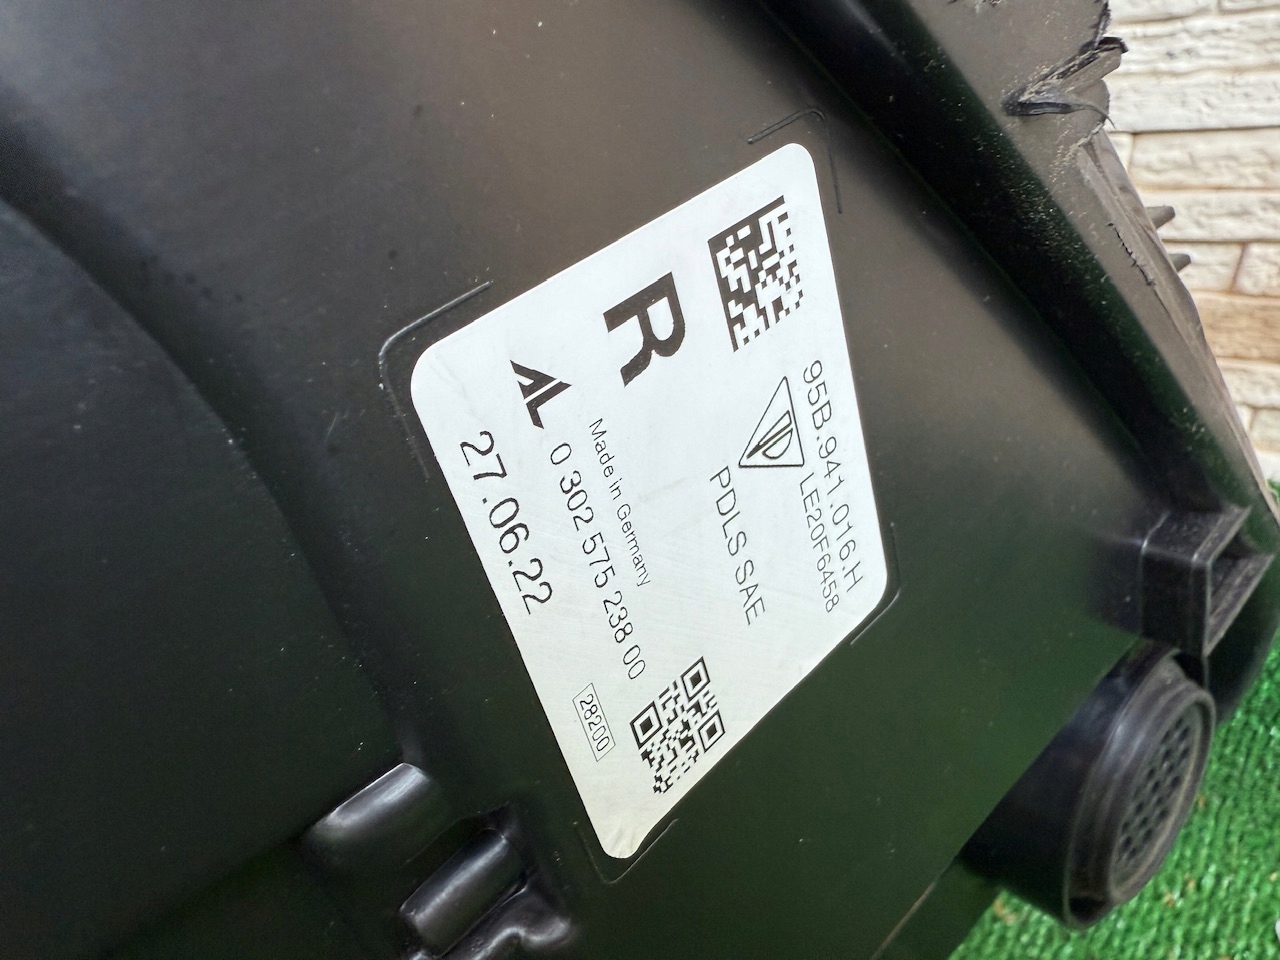 95B.941.016.H
LE20F6458
PDLS SAE
R
Made in Germany
AL 0 302 575 238 00
27.06.22
28200